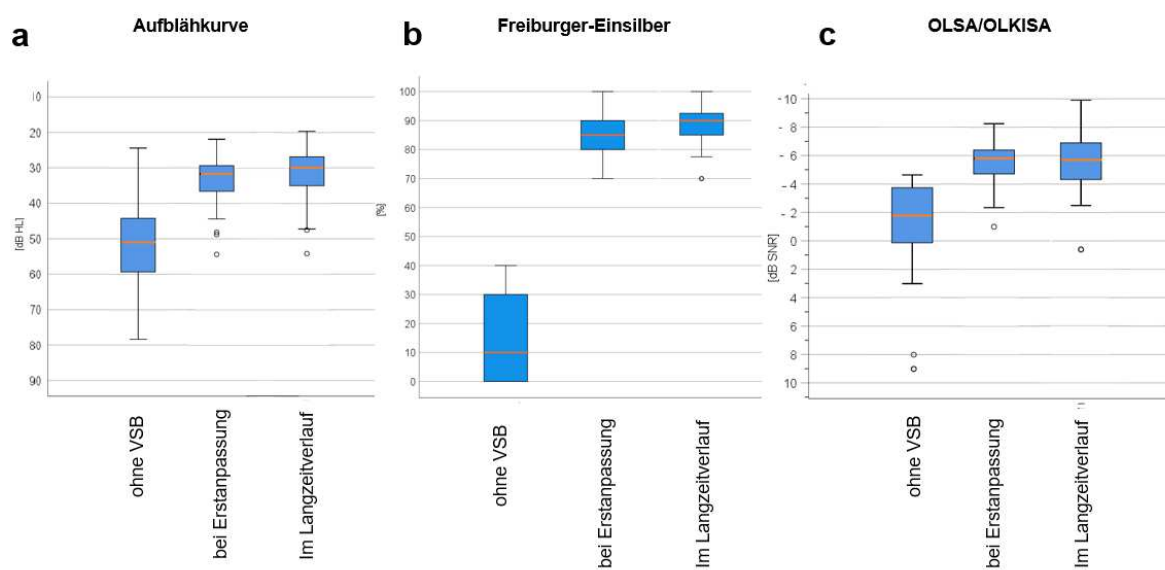 a
Aufblähkurve
[dB HL]
10
20
30
40
50
60
70
80
90
ohne VSB
bei Erstanpassung
Im Langzeitverlauf
b
Freiburger-Einsilber
[%]
100
90
80
70
60
50
40
30
20
10
0
ohne VSB
bei Erstanpassung
Im Langzeitverlauf
c
OLSA/OLKISA
[dB SNR]
- 10
- 8
- 6
- 4
- 2
0
2
4
6
8
10
ohne VSB
bei Erstanpassung
Im Langzeitverlauf